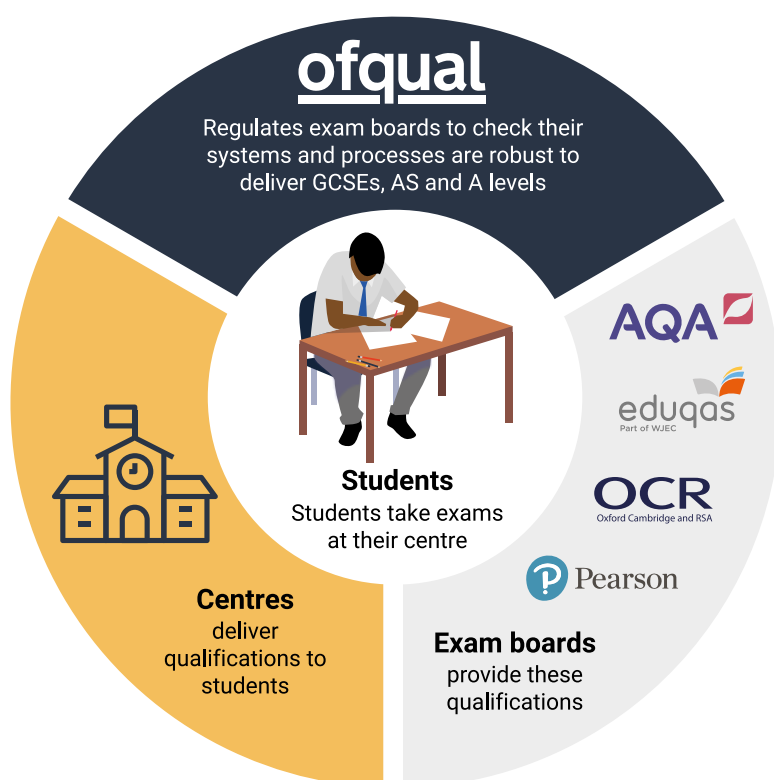 ofqual
Regulates exam boards to check their
systems and processes are robust to
deliver GCSEs, AS and A levels
AQA
eduqas
Part of WJEC
OCR
Oxford Cambridge and RSA
Pearson
Exam boards
provide these
qualifications
Students
Students take exams
at their centre
Centres
deliver
qualifications to
students